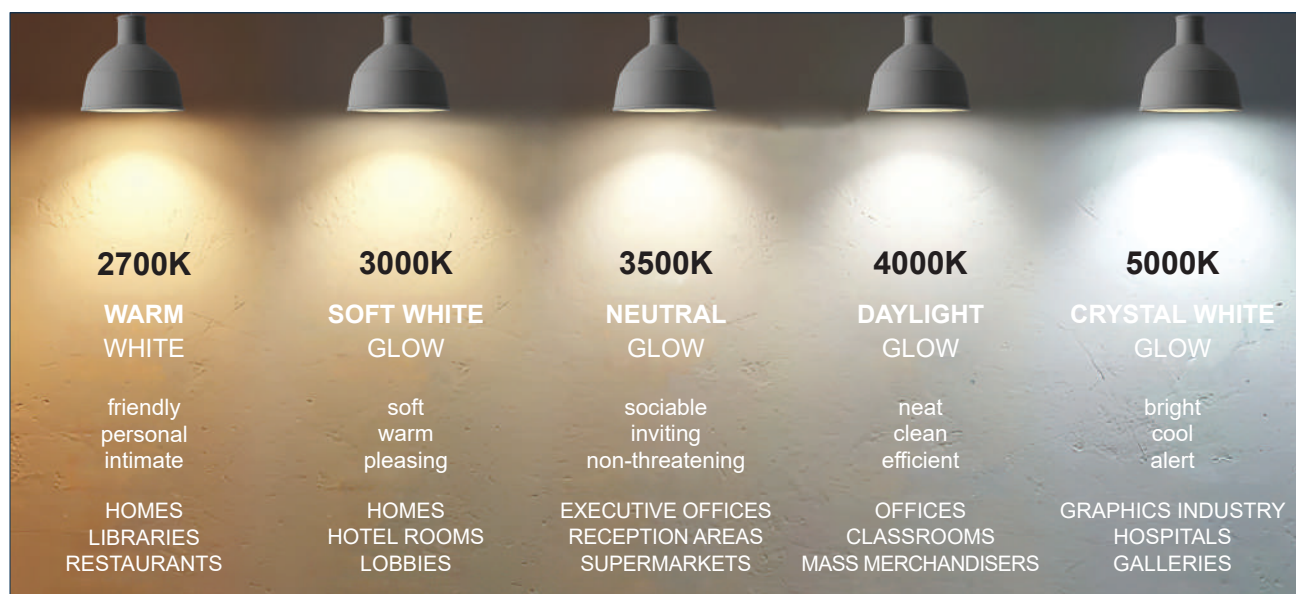 2700K
WARM
WHITE
friendly
personal
intimate
HOMES
LIBRARIES
RESTAURANTS
3000K
SOFT WHITE
GLOW
soft
warm
pleasing
HOMES
HOTEL ROOMS
LOBBIES
3500K
NEUTRAL
GLOW
sociable
inviting
non-threatening
EXECUTIVE OFFICES
RECEPTION AREAS
SUPERMARKETS
4000K
DAYLIGHT
GLOW
neat
clean
efficient
OFFICES
CLASSROOMS
MASS MERCHANDISERS
5000K
CRYSTAL WHITE
GLOW
bright
cool
alert
GRAPHICS INDUSTRY
HOSPITALS
GALLERIES